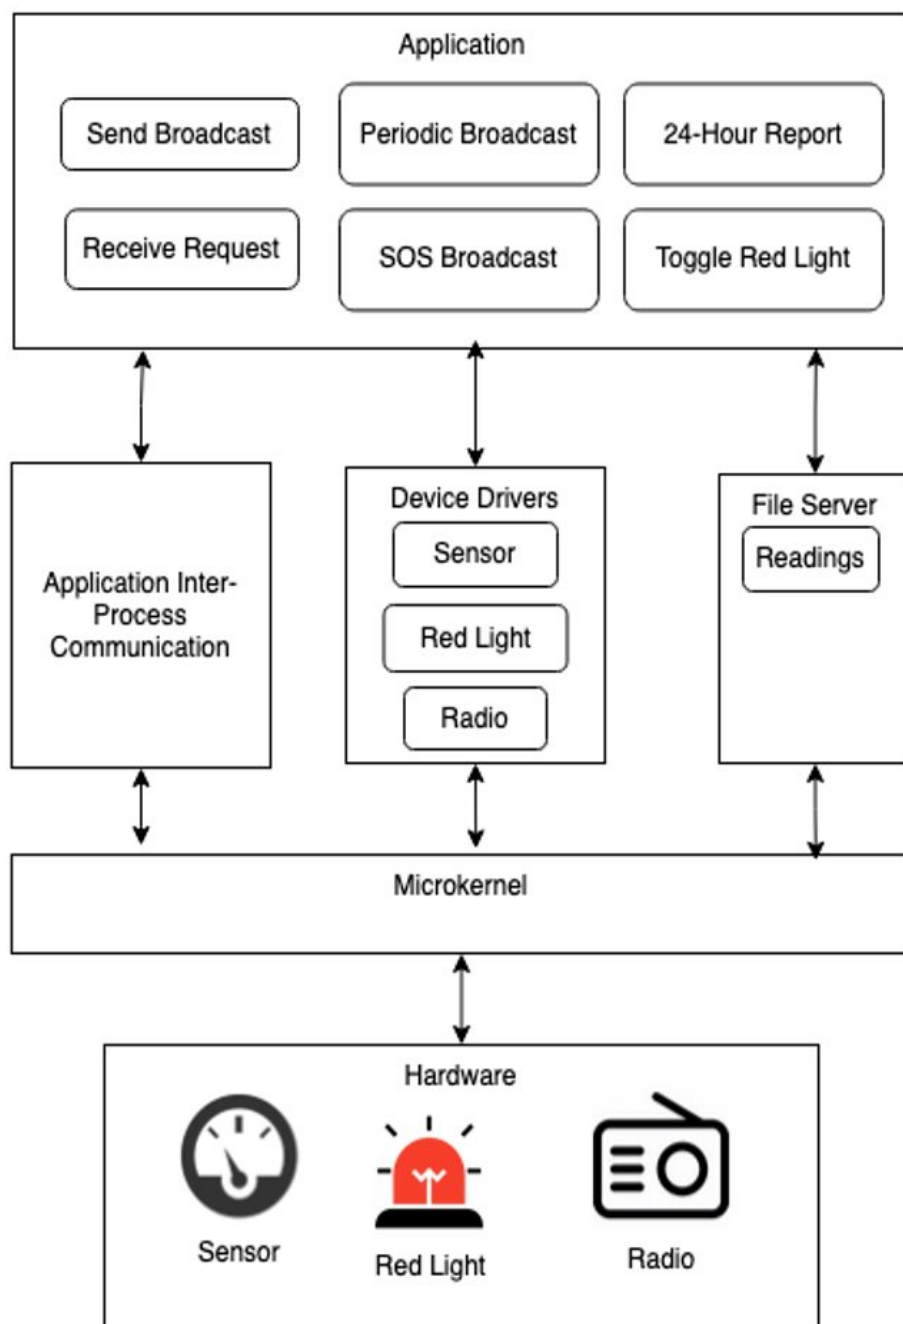 Application
Send Broadcast
Periodic Broadcast
24-Hour Report
Receive Request
SOS Broadcast
Toggle Red Light
Application Inter-
Process
Communication
Device Drivers
Sensor
Red Light
Radio
File Server
Readings
Microkernel
Hardware
Sensor
Red Light
Radio